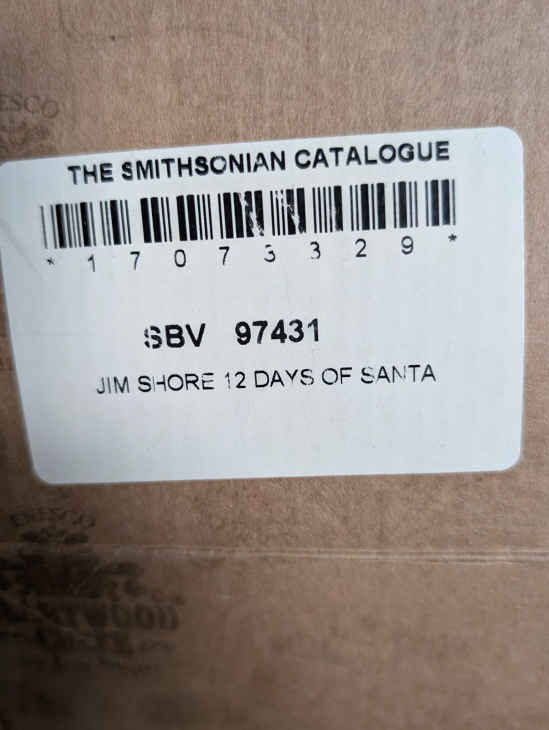 THE SMITHSONIAN CATALOGUE
* 1 7 0 7 3 3 2 9 *
SBV 97431
JIM SHORE 12 DAYS OF SANTA
ENESCO